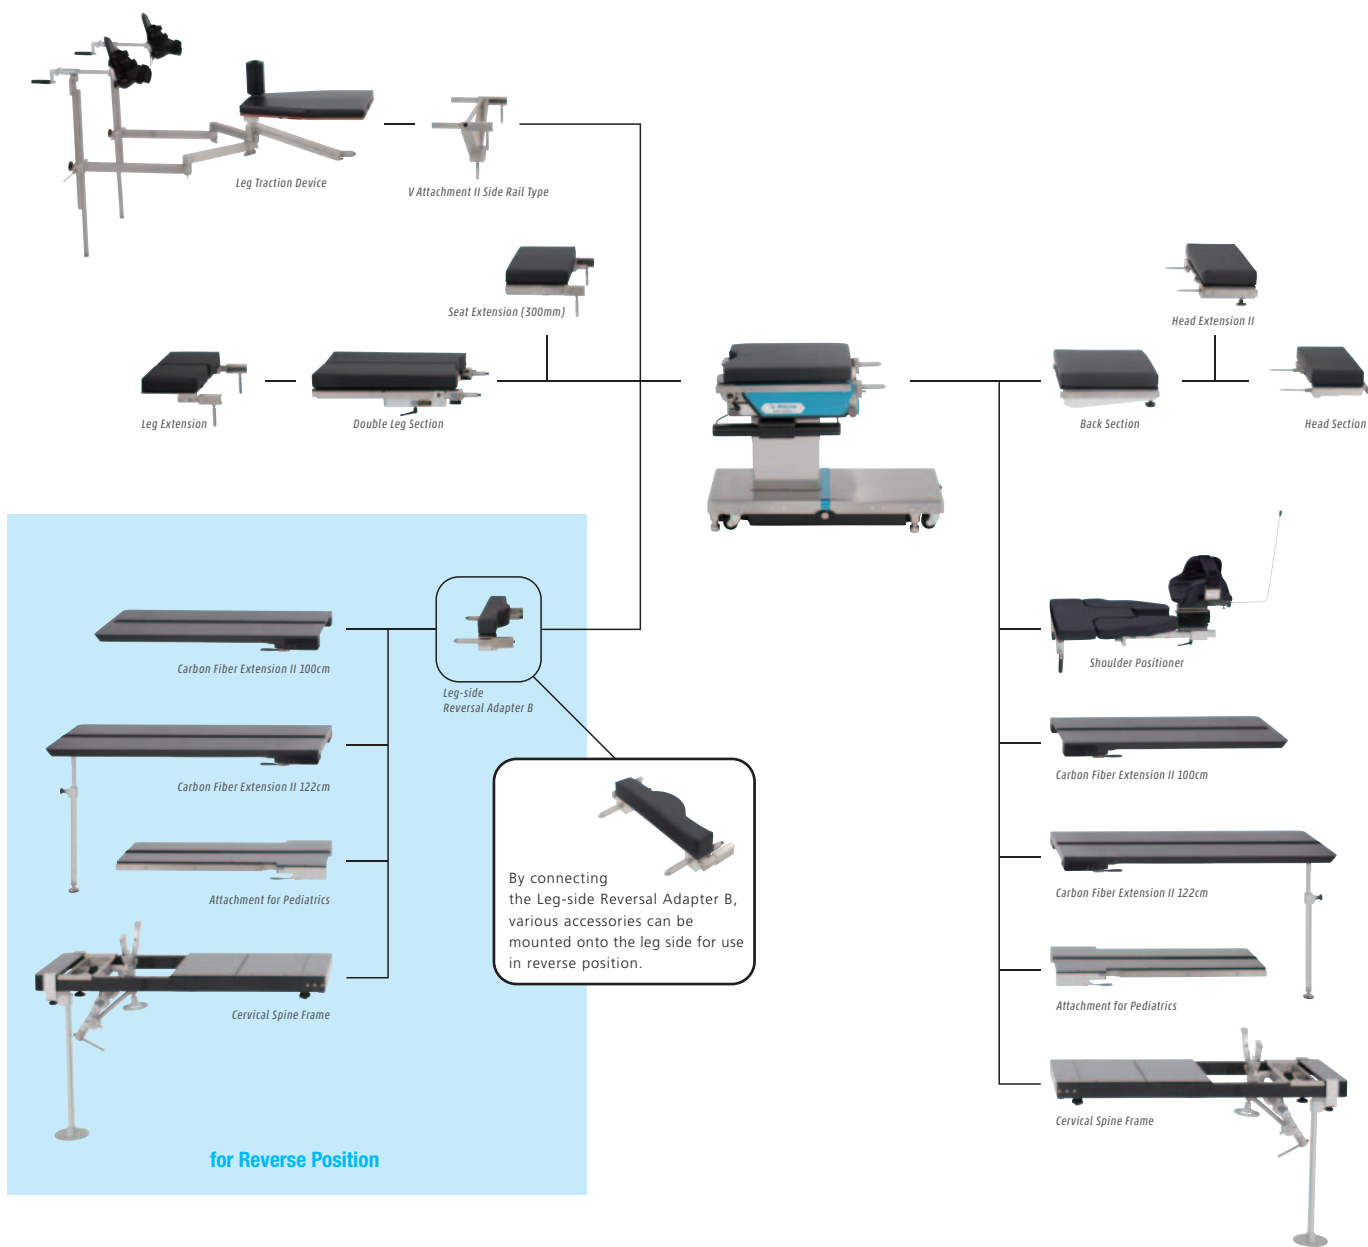 Leg Traction Device
V Attachment II Side Rail Type
Seat Extension (300mm)
Head Extension II
Leg Extension
Double Leg Section
Back Section
Head Section
Carbon Fiber Extension II 100cm
Leg-side
Reversal Adapter B
Shoulder Positioner
Carbon Fiber Extension II 122cm
Carbon Fiber Extension II 100cm
By connecting
the Leg-side Reversal Adapter B,
various accessories can be
mounted onto the leg side for use
in reverse position.
Attachment for Pediatrics
Carbon Fiber Extension II 122cm
Cervical Spine Frame
Attachment for Pediatrics
Cervical Spine Frame
for Reverse Position